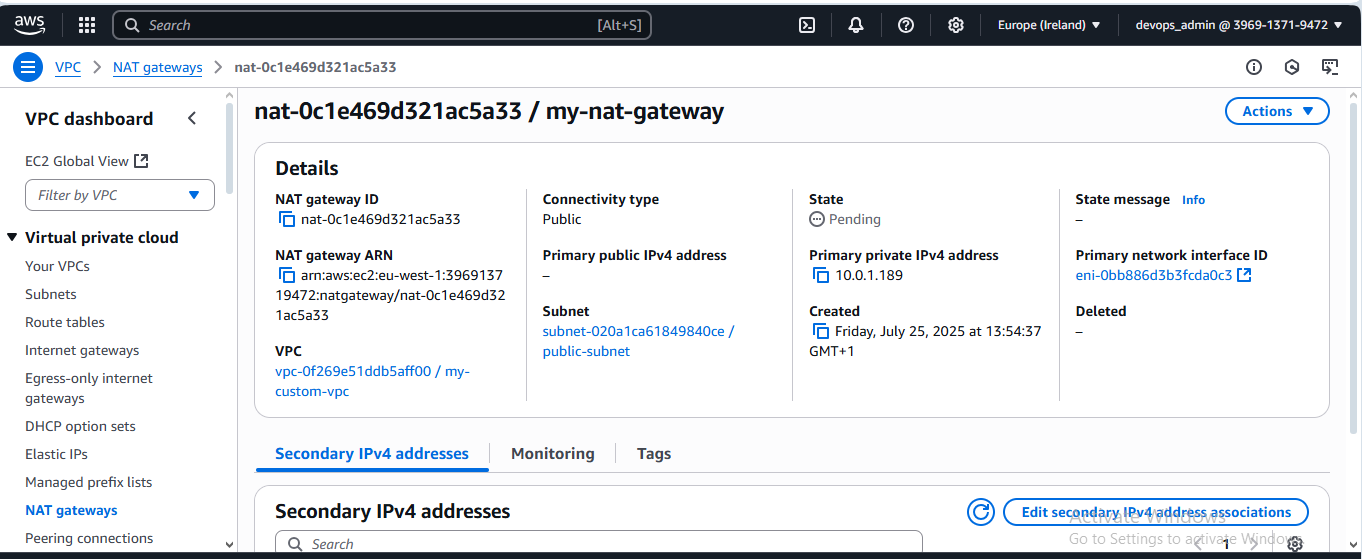 aws
Search [Alt+S]
Europe (Ireland)
devops_admin @ 3969-1371-9472
VPC
NAT gateways
nat-0c1e469d321ac5a33
VPC dashboard
EC2 Global View
Filter by VPC
Virtual private cloud
Your VPCs
Subnets
Route tables
Internet gateways
Egress-only internet
gateways
DHCP option sets
Elastic IPs
Managed prefix lists
NAT gateways
Peering connections
nat-0c1e469d321ac5a33 / my-nat-gateway
Actions
Details
NAT gateway ID
nat-0c1e469d321ac5a33
NAT gateway ARN
arn:aws:ec2:eu-west-1:3969137
19472:natgateway/nat-0c1e469d32
1ac5a33
VPC
vpc-0f269e51ddb5aff00 / my-
custom-vpc
Connectivity type
Public
Primary public IPv4 address
–
Subnet
subnet-020a1ca61849840ce /
public-subnet
State
Pending
Primary private IPv4 address
10.0.1.189
Created
Friday, July 25, 2025 at 13:54:37
GMT+1
State message Info
–
Primary network interface ID
eni-0bb886d3b3fcda0c3
Deleted
–
Secondary IPv4 addresses
Monitoring
Tags
Secondary IPv4 addresses
Edit secondary IPv4 address associations
Search
1
Activate Windows
Go to Settings to activate Windows.